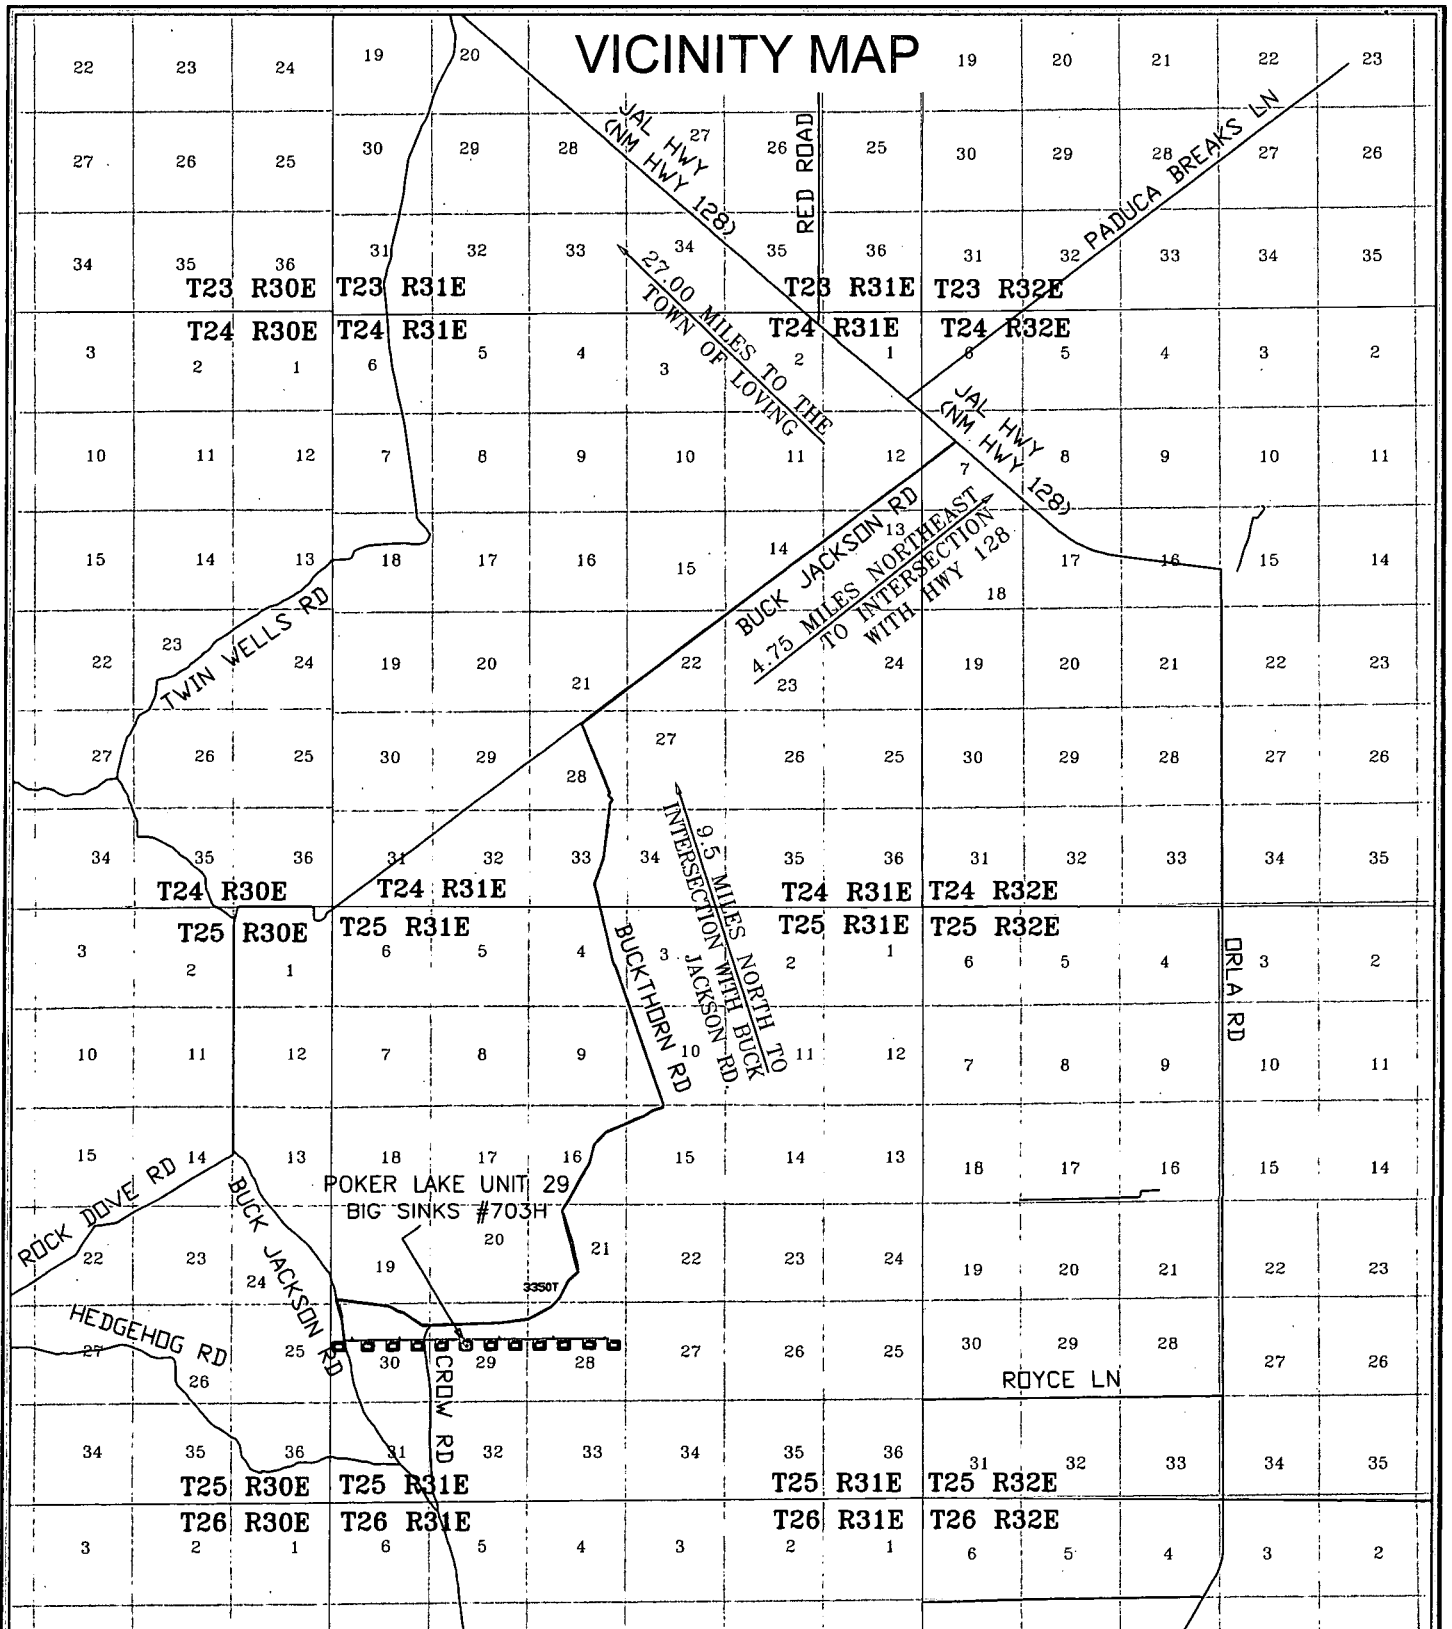 VICINITY MAP
22 23 24 19 20 19 20 21 22 23
JAL HWY
(NM HWY 128)
RED ROAD
PADUCA BREAKS LN
27 26 25 30 29 28 27 26 25 30 29 28 27 26
34 35 36 31 32 33 34 35 36 31 32 33 34 35
T23 R30E T23 R31E T23 R31E T23 R32E
T24 R30E T24 R31E T24 R31E T24 R32E
27.00 MILES TO THE
TOWN OF LOVING
3 2 1 6 5 4 3 2 1 6 5 4 3 2
JAL HWY
(NM HWY 128)
10 11 12 7 8 9 10 11 12 7 8 9 10 11
BUCK JACKSON RD
4.75 MILES NORTHEAST
TO INTERSECTION
WITH HWY 128
15 14 13 18 17 16 15 14 13 18 17 16 15 14
TWIN WELLS RD
22 23 24 19 20 21 22 23 24 19 20 21 22 23
27 26 25 30 29 28 27 26 25 30 29 28 27 26
9.5 MILES NORTH TO
INTERSECTION WITH BUCK
JACKSON RD.
34 35 36 31 32 33 34 35 36 31 32 33 34 35
T24 R30E T24 R31E T24 R31E T24 R32E
T25 R30E T25 R31E T25 R31E T25 R32E
BUCKTHORN RD
ORLA RD
3 2 1 6 5 4 3 2 1 6 5 4 3 2
10 11 12 7 8 9 10 11 12 7 8 9 10 11
15 14 13 18 17 16 15 14 13 18 17 16 15 14
ROCK DOVE RD
BUCK JACKSON RD
POKER LAKE UNIT 29
BIG SINKS #703H
22 23 24 19 20 21 22 23 24 19 20 21 22 23
3350T
HEDGEHOG RD
27 26 25 30 29 28 27 26 25 30 29 28 27 26
CROW RD
ROYCE LN
34 35 36 31 32 33 34 35 36 31 32 33 34 35
T25 R30E T25 R31E T25 R31E T25 R32E
T26 R30E T26 R31E T26 R31E T26 R32E
3 2 1 6 5 4 3 2 1 6 5 4 3 2